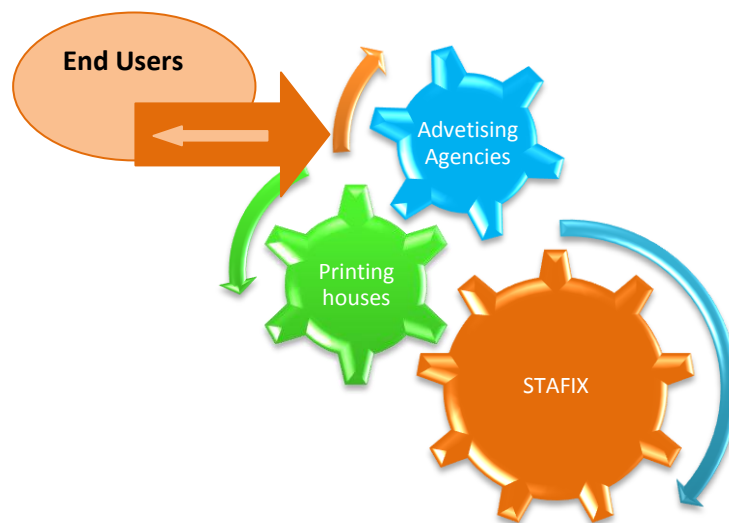 End Users
Advetising
Agencies
Printing
houses
STAFIX